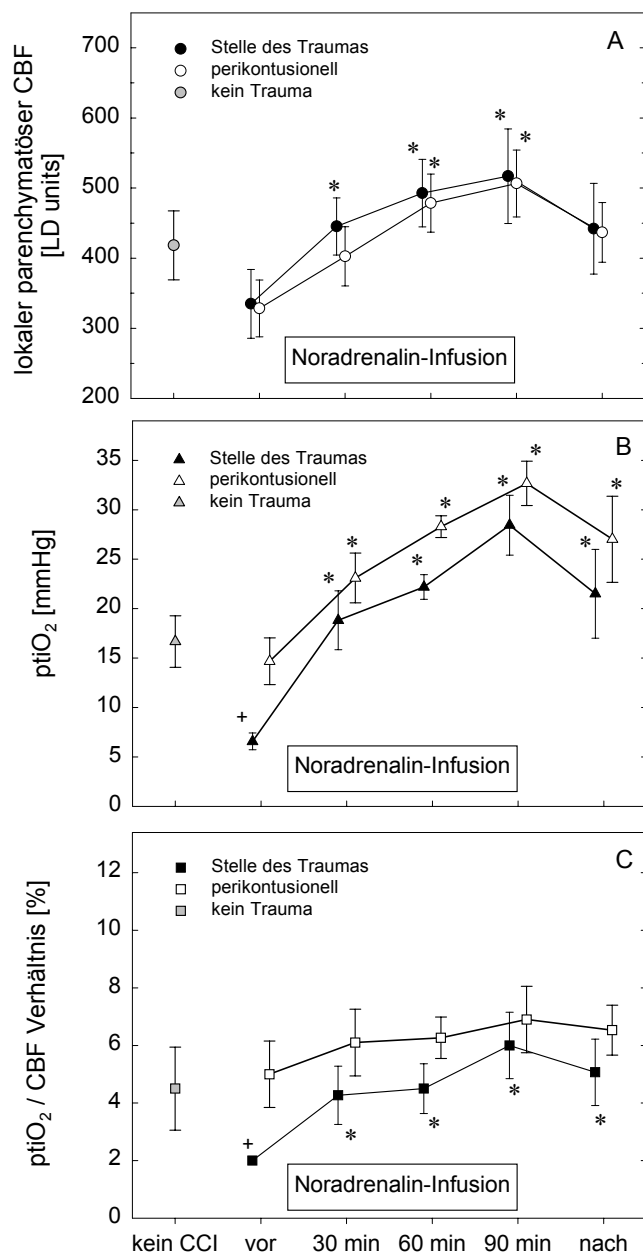 A
lokaler parenchymatöser CBF
[LD units]
700
600
500
400
300
200
Stelle des Traumas
perikontusionell
kein Trauma
*
*
*
*
*
Noradrenalin-Infusion
B
ptiO₂ [mmHg]
35
30
25
20
15
10
5
0
Stelle des Traumas
perikontusionell
kein Trauma
+
*
*
*
*
*
*
*
*
Noradrenalin-Infusion
C
ptiO₂ / CBF Verhältnis [%]
12
10
8
6
4
2
0
Stelle des Traumas
perikontusionell
kein Trauma
+
*
*
*
*
Noradrenalin-Infusion
kein CCI vor 30 min 60 min 90 min nach